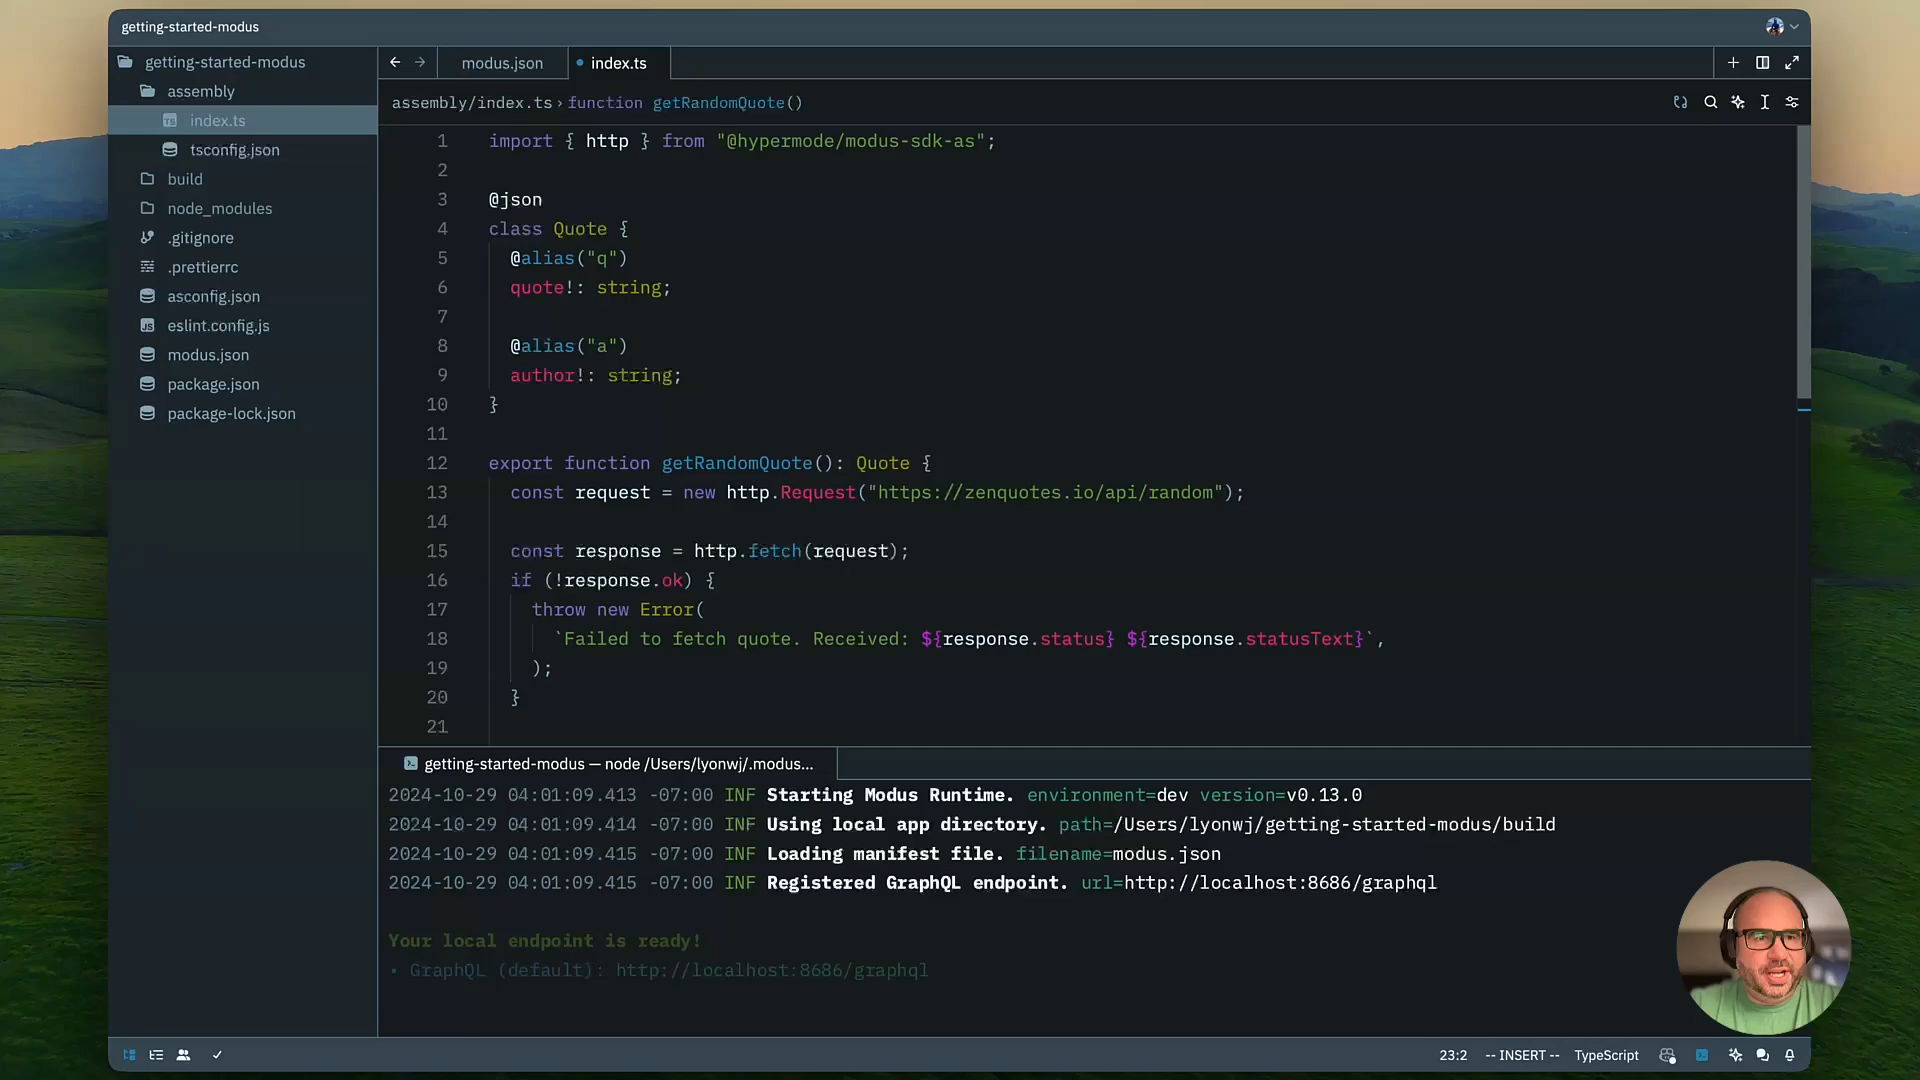 getting-started-modus
getting-started-modus
assembly
index.ts
tsconfig.json
build
node_modules
.gitignore
.prettierrc
asconfig.json
eslint.config.js
modus.json
package.json
package-lock.json
modus.json
index.ts
assembly/index.ts › function getRandomQuote()
1 import { http } from "@hypermode/modus-sdk-as";
2
3 @json
4 class Quote {
5 @alias("q")
6 quote!: string;
7
8 @alias("a")
9 author!: string;
10 }
11
12 export function getRandomQuote(): Quote {
13 const request = new http.Request("https://zenquotes.io/api/random");
14
15 const response = http.fetch(request);
16 if (!response.ok) {
17 throw new Error(
18 `Failed to fetch quote. Received: ${response.status} ${response.statusText}`,
19 );
20 }
21
getting-started-modus — node /Users/lyonwj/.modus...
2024-10-29 04:01:09.413 -07:00 INF Starting Modus Runtime. environment=dev version=v0.13.0
2024-10-29 04:01:09.414 -07:00 INF Using local app directory. path=/Users/lyonwj/getting-started-modus/build
2024-10-29 04:01:09.415 -07:00 INF Loading manifest file. filename=modus.json
2024-10-29 04:01:09.415 -07:00 INF Registered GraphQL endpoint. url=http://localhost:8686/graphql
Your local endpoint is ready!
• GraphQL (default): http://localhost:8686/graphql
23:2 -- INSERT -- TypeScript